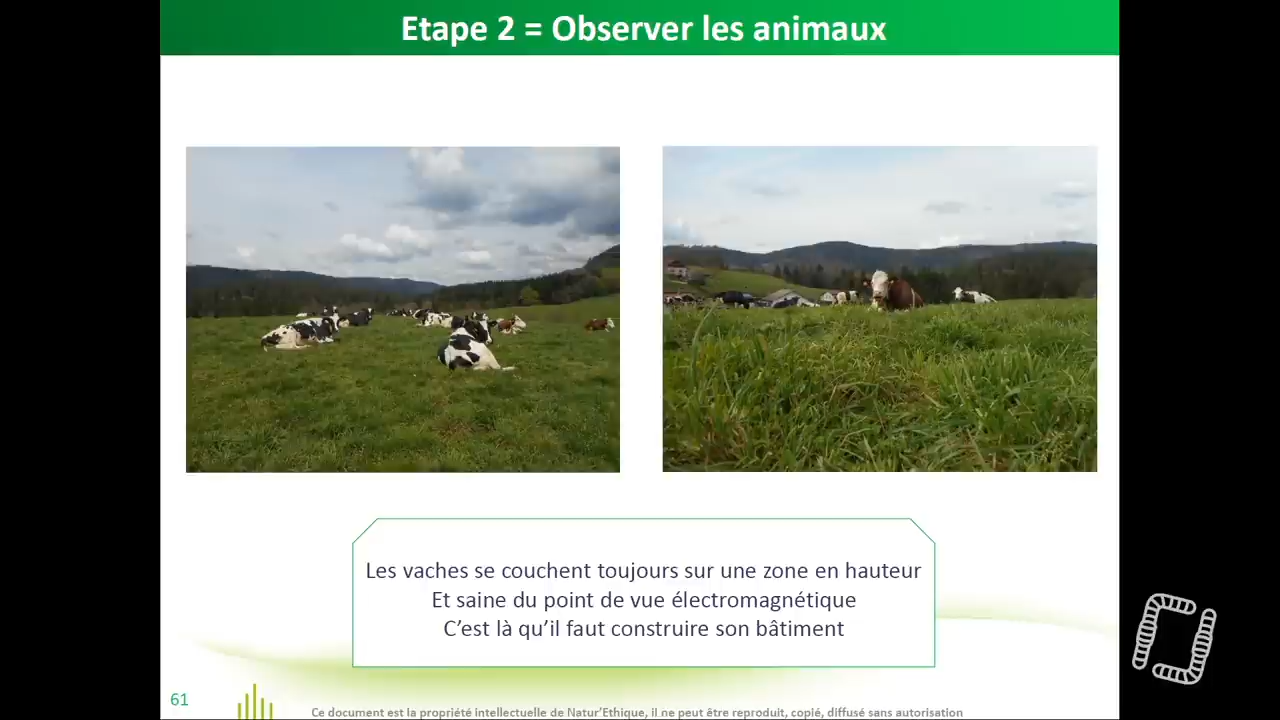 Etape 2 = Observer les animaux
Les vaches se couchent toujours sur une zone en hauteur
Et saine du point de vue électromagnétique
C’est là qu’il faut construire son bâtiment
61
Ce document est la propriété intellectuelle de Natur’Ethique, il ne peut être reproduit, copié, diffusé sans autorisation